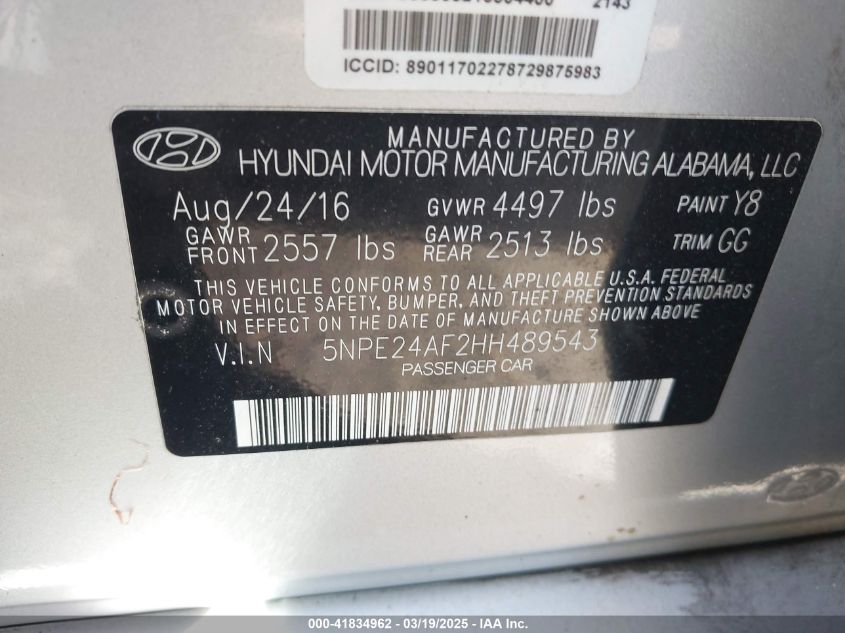 2143
ICCID: 89011702278729875983
MANUFACTURED BY
HYUNDAI MOTOR MANUFACTURING ALABAMA, LLC
Aug/24/16 GVWR 4497 lbs PAINT Y8
GAWR FRONT 2557 lbs GAWR REAR 2513 lbs TRIM GG
THIS VEHICLE CONFORMS TO ALL APPLICABLE U.S.A. FEDERAL
MOTOR VEHICLE SAFETY, BUMPER, AND THEFT PREVENTION STANDARDS
IN EFFECT ON THE DATE OF MANUFACTURE SHOWN ABOVE
V.I.N 5NPE24AF2HH489543
PASSENGER CAR
000-41834962 - 03/19/2025 - IAA Inc.